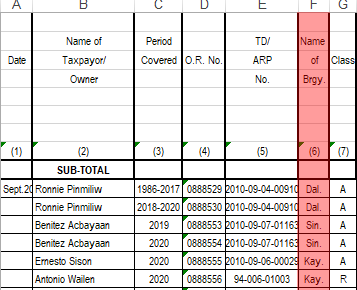 A B C D E F G
Name of Period TD/ Name
Date Taxpayor/ Covered O.R. No. ARP of Class
Owner No. Brgy.
(1) (2) (3) (4) (5) (6) (7)
SUB-TOTAL
Sept.20 Ronnie Pinmiliw 1986-2017 0888529 2010-09-04-00910 Dal. A
Ronnie Pinmiliw 2018-2020 0888530 2010-09-04-00910 Dal. A
Benitez Acbayaan 2019 0888553 2010-09-07-01163 Sin. A
Benitez Acbayaan 2020 0888554 2010-09-07-01163 Sin. A
Ernesto Sison 2020 0888555 2010-09-06-00029 Kay. A
Antonio Wailen 2020 0888556 94-006-01003 Kay. R